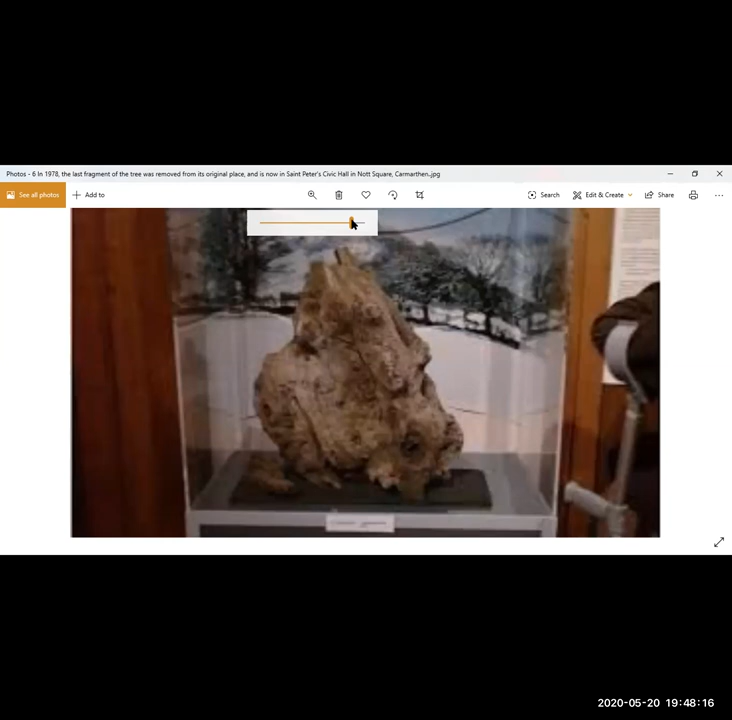 Photos - 6 In 1978, the last fragment of the tree was removed from its original place, and is now in Saint Peter's Civic Hall in Nott Square, Carmarthen..jpg
See all photos
Add to
Search
Edit & Create
Share
2020-05-20 19:48:16